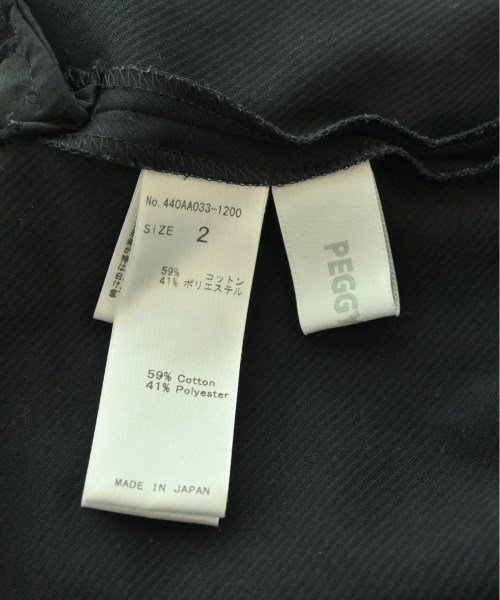 No. 440AA033-1200
SIZE 2
59% コットン
41% ポリエステル
59% Cotton
41% Polyester
MADE IN JAPAN
PEGGY